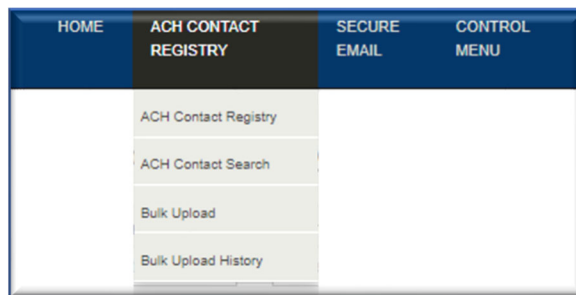 HOME ACH CONTACT SECURE CONTROL
REGISTRY EMAIL MENU
ACH Contact Registry
ACH Contact Search
Bulk Upload
Bulk Upload History